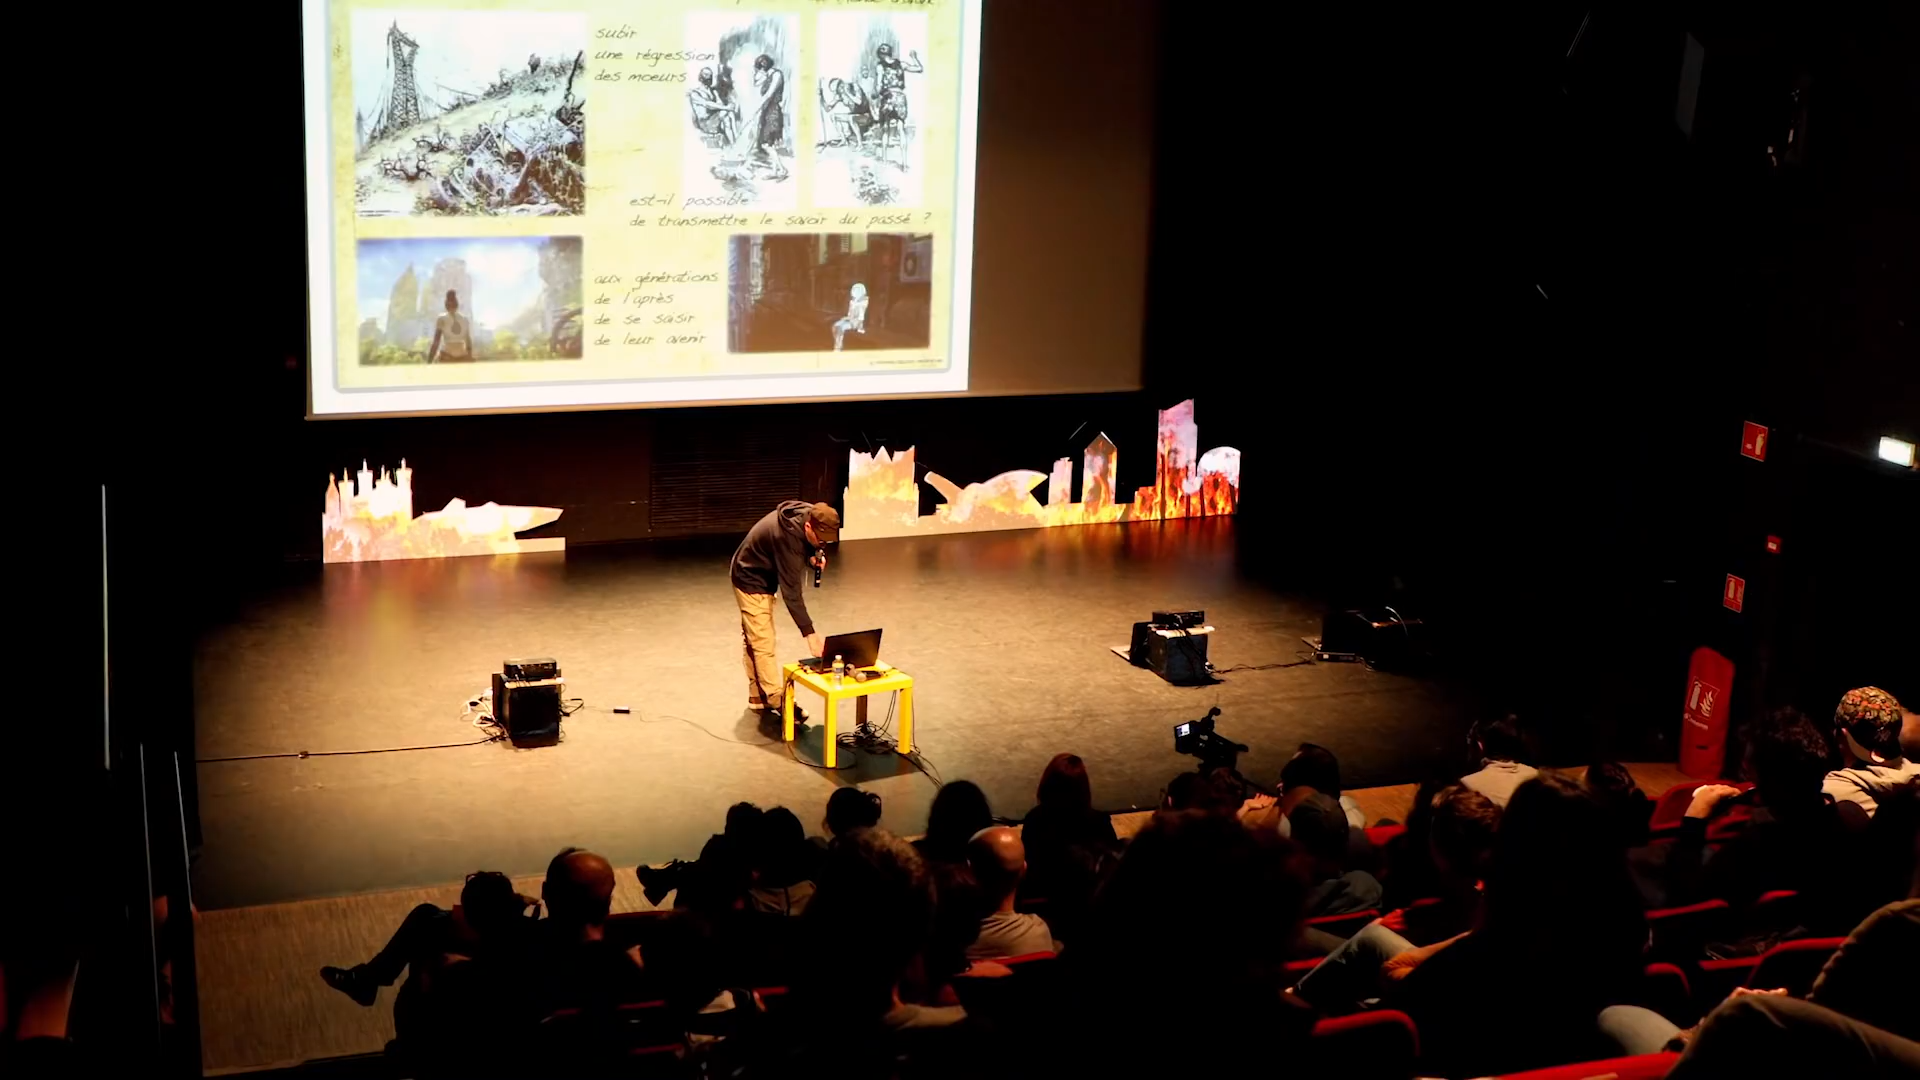 subir
une régression
des moeurs
est-il possible
de transmettre le savoir du passé ?
aux générations
de l'après
de se saisir
de leur avenir